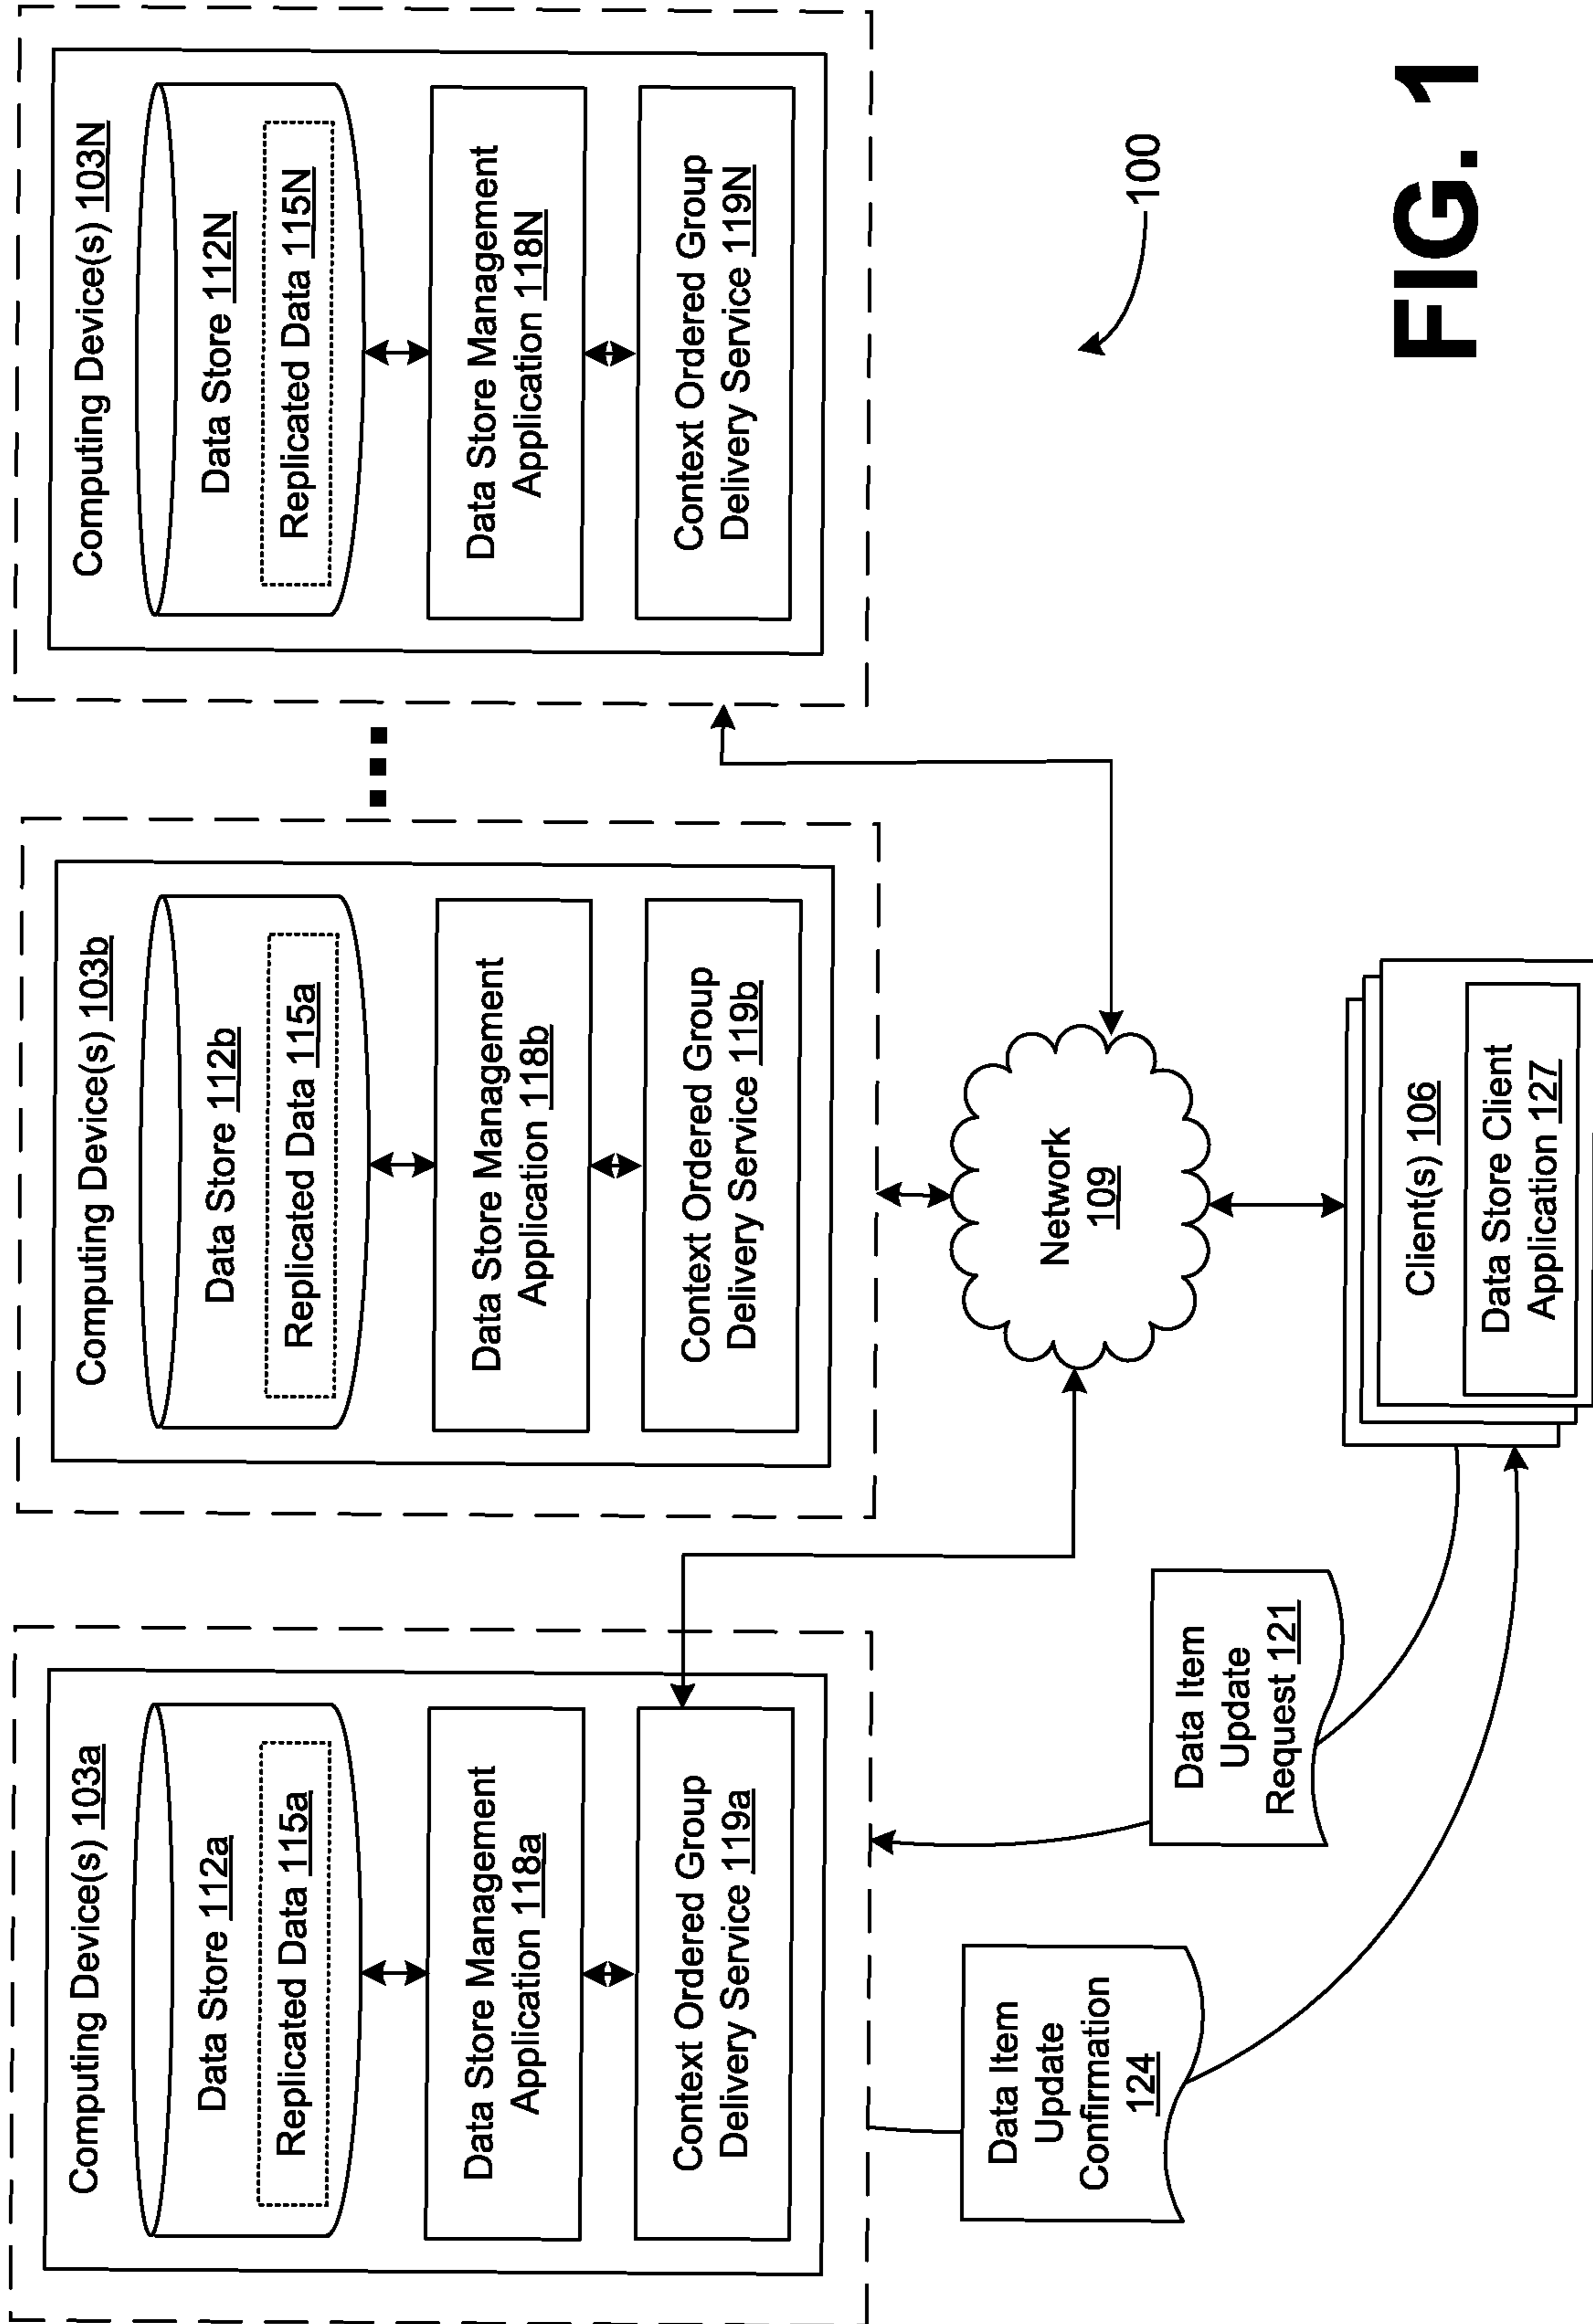 Computing Device(s) 103a
Data Store 112a
Replicated Data 115a
Data Store Management
Application 118a
Context Ordered Group
Delivery Service 119a
Computing Device(s) 103b
Data Store 112b
Replicated Data 115a
Data Store Management
Application 118b
Context Ordered Group
Delivery Service 119b
...
Computing Device(s) 103N
Data Store 112N
Replicated Data 115N
Data Store Management
Application 118N
Context Ordered Group
Delivery Service 119N
Data Item
Update
Confirmation
124
Data Item
Update
Request 121
Network
109
Client(s) 106
Data Store Client
Application 127
100
FIG. 1